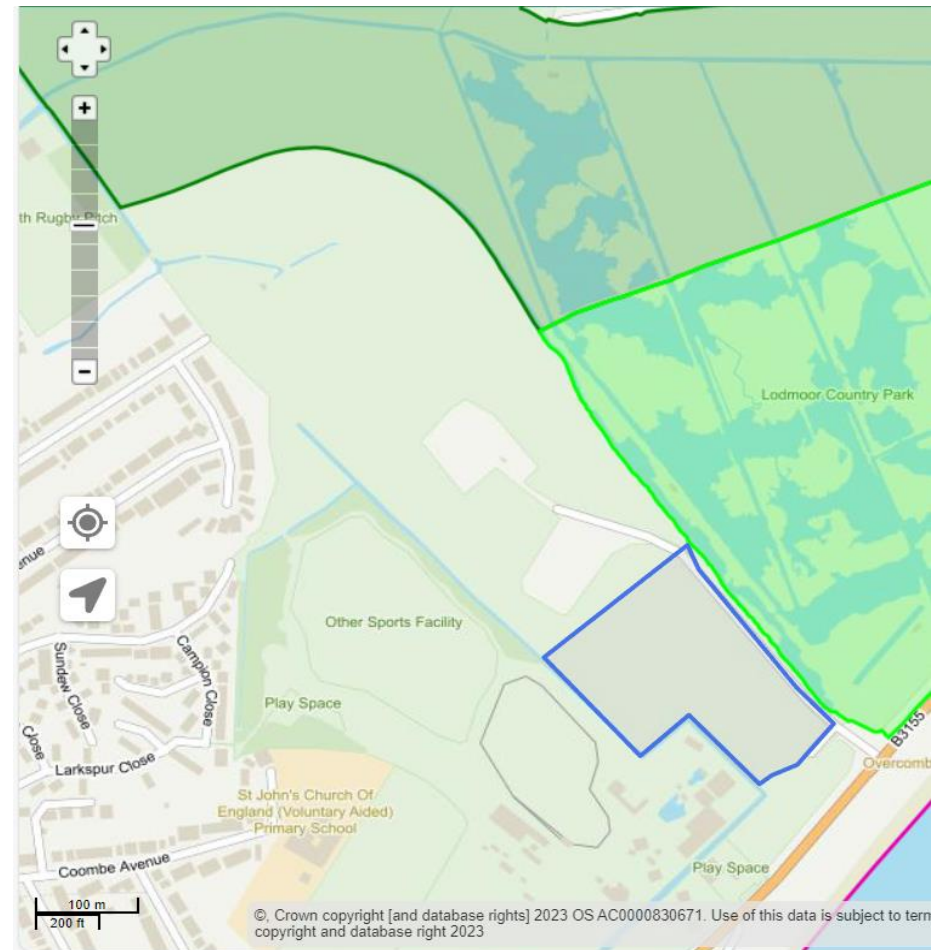 th Rugby Pitch
Lodmoor Country Park
enue
Other Sports Facility
Sundew Close
Campion Close
Play Space
Close
Larkspur Close
B3155
Overcomb
St John's Church Of
England (Voluntary Aided)
Primary School
Coombe Avenue
Play Space
100 m
200 ft
©, Crown copyright [and database rights] 2023 OS AC0000830671. Use of this data is subject to term
copyright and database right 2023